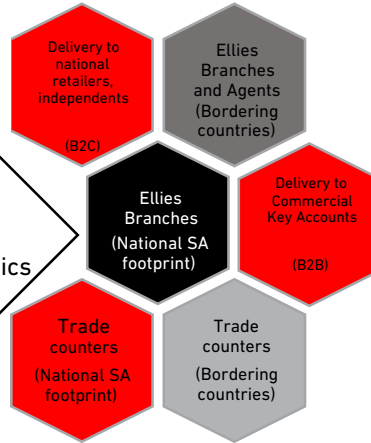 Delivery to
national
retailers,
independents
(B2C)
Ellies
Branches
and Agents
(Bordering
countries)
Ellies
Branches
(National SA
footprint)
Delivery to
Commercial
Key Accounts
(B2B)
ics
Trade
counters
(National SA
footprint)
Trade
counters
(Bordering
countries)